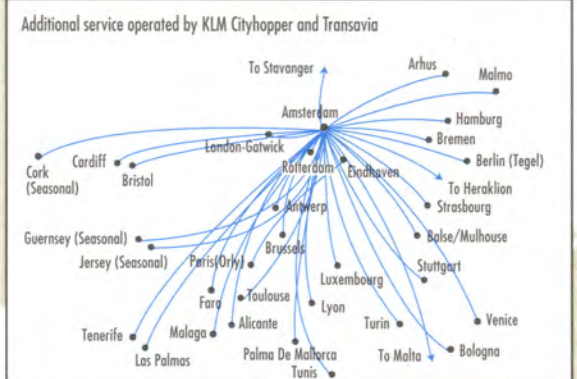 Additional service operated by KLM Cityhopper and Transavia
To Stavanger
Arhus
Malmo
Amsterdam
Hamburg
London-Gatwick
Bremen
Cardiff
Rotterdam
Eindhoven
Berlin (Tegel)
Cork
(Seasonal)
Bristol
To Heraklion
Antwerp
Strasbourg
Guernsey (Seasonal)
Brussels
Balse/Mulhouse
Jersey (Seasonal)
Paris(Orly)
Luxembourg
Stuttgart
Faro
Toulouse
Lyon
Tenerife
Malaga
Alicante
Turin
Venice
Las Palmas
Palma De Mallorca
To Malta
Bologna
Tunis